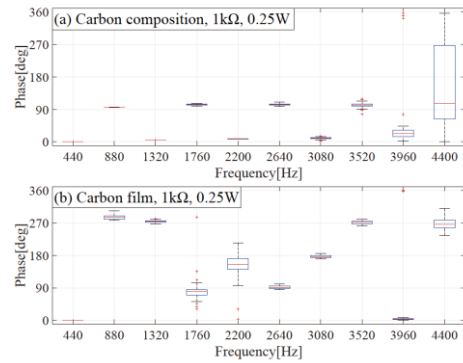 (a) Carbon composition, 1kΩ, 0.25W
360
270
180
90
0
Phase[deg]
440 880 1320 1760 2200 2640 3080 3520 3960 4400
Frequency[Hz]
(b) Carbon film, 1kΩ, 0.25W
360
270
180
90
0
Phase[deg]
440 880 1320 1760 2200 2640 3080 3520 3960 4400
Frequency[Hz]